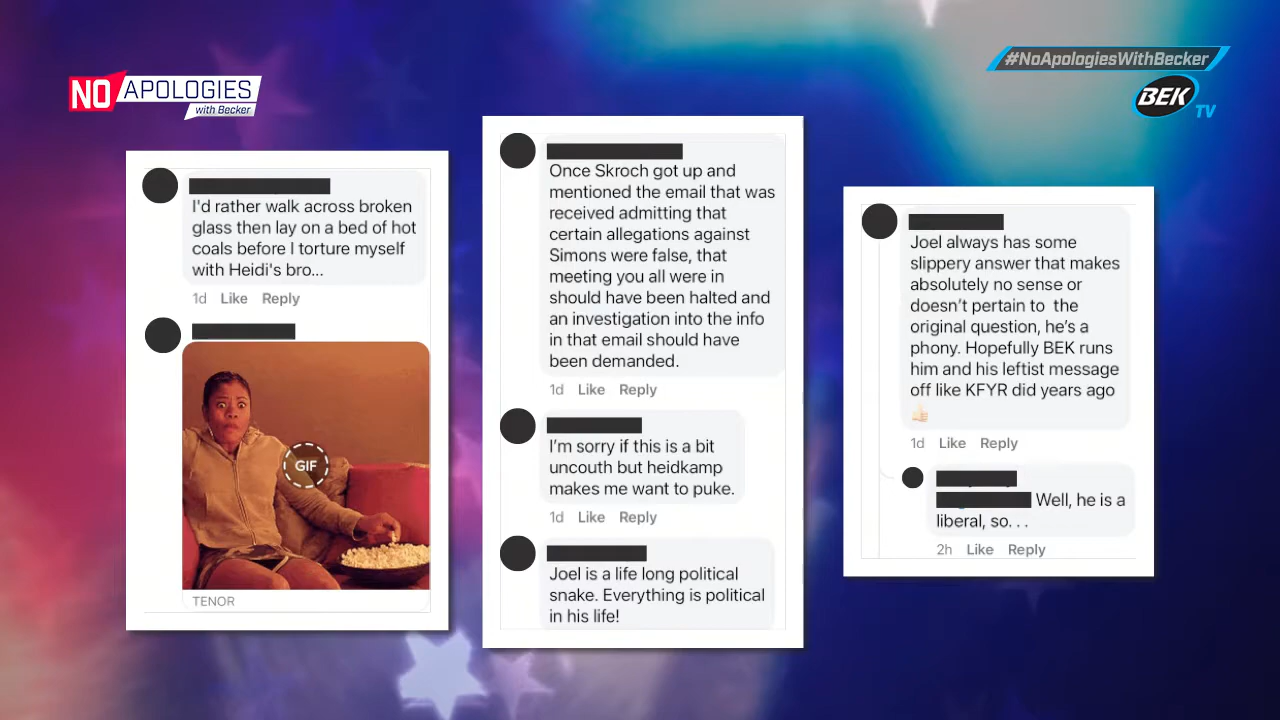 NO APOLOGIES
with Becker
#NoApologiesWithBecker
BEK TV
I'd rather walk across broken
glass then lay on a bed of hot
coals before I torture myself
with Heidi's bro...
1d Like Reply
GIF
TENOR
Once Skroch got up and
mentioned the email that was
received admitting that
certain allegations against
Simons were false, that
meeting you all were in
should have been halted and
an investigation into the info
in that email should have
been demanded.
1d Like Reply
I'm sorry if this is a bit
uncouth but heidkamp
makes me want to puke.
1d Like Reply
Joel is a life long political
snake. Everything is political
in his life!
Joel always has some
slippery answer that makes
absolutely no sense or
doesn't pertain to the
original question, he's a
phony. Hopefully BEK runs
him and his leftist message
off like KFYR did years ago
👍🏻
1d Like Reply
Well, he is a
liberal, so. . .
2h Like Reply